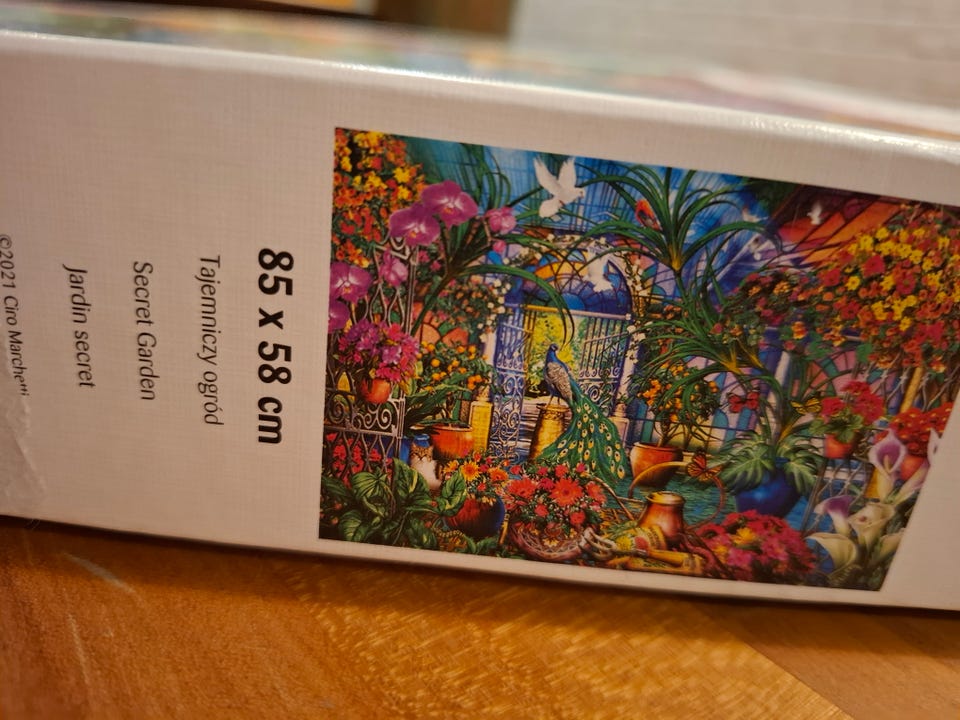 85 x 58 cm
Tajemniczy ogród
Secret Garden
Jardin secret
©2021 Ciro Marchetti